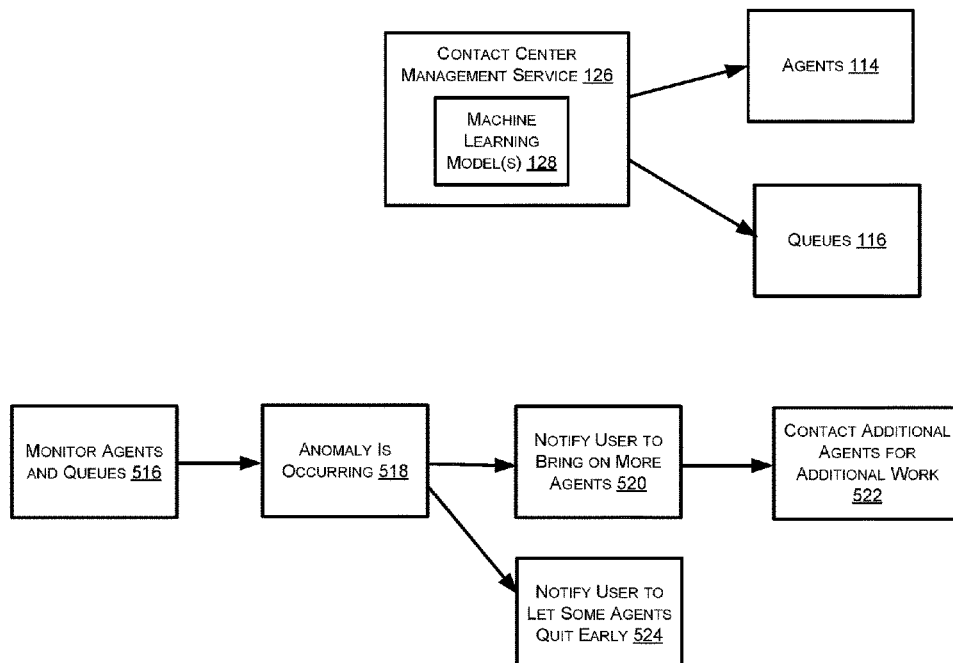 CONTACT CENTER
MANAGEMENT SERVICE 126
MACHINE
LEARNING
MODEL(S) 128
AGENTS 114
QUEUES 116
MONITOR AGENTS
AND QUEUES 516
ANOMALY IS
OCCURRING 518
NOTIFY USER TO
BRING ON MORE
AGENTS 520
CONTACT ADDITIONAL
AGENTS FOR
ADDITIONAL WORK
522
NOTIFY USER TO
LET SOME AGENTS
QUIT EARLY 524